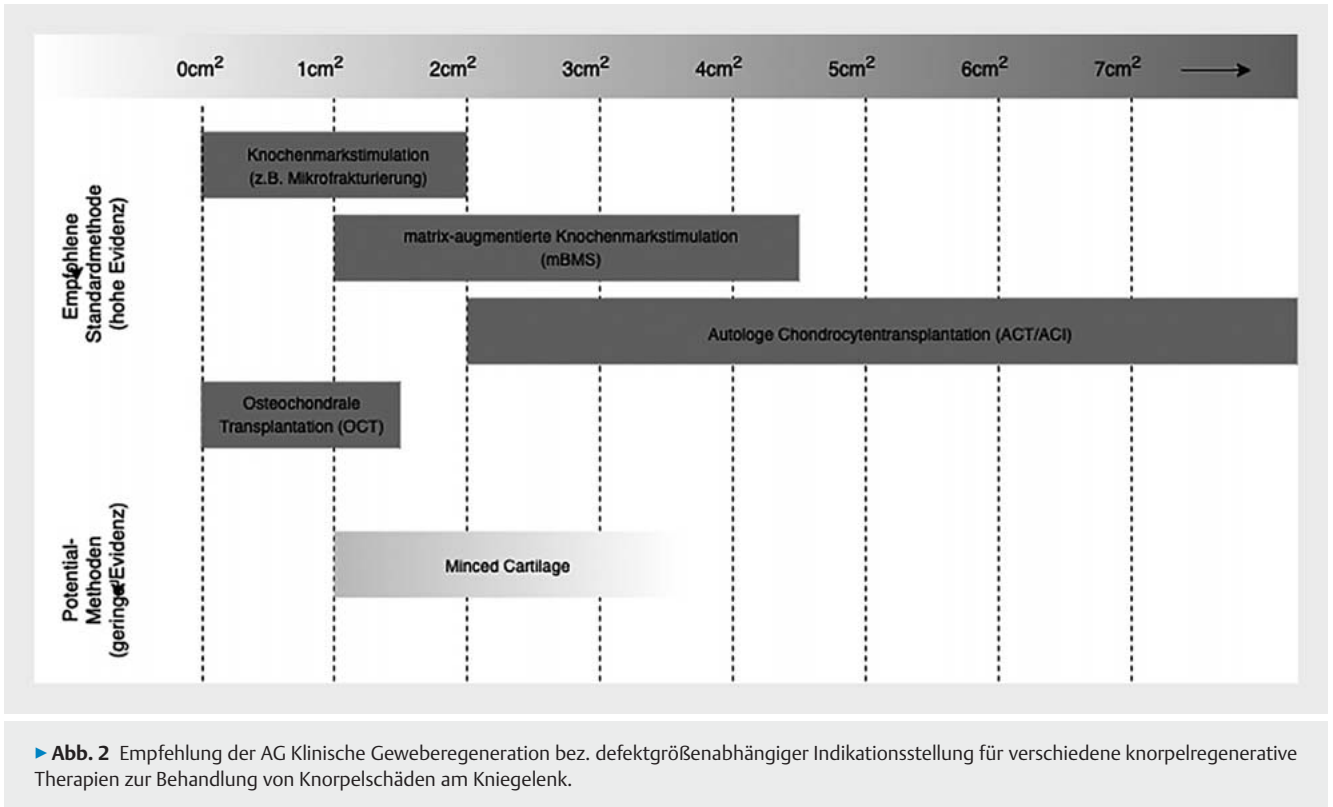 0cm² 1cm² 2cm² 3cm² 4cm² 5cm² 6cm² 7cm²
Empfohlene
Standardmethode
(hohe Evidenz)
Knochenmarkstimulation
(z.B. Mikrofrakturierung)
matrix-augmentierte Knochenmarkstimulation
(mBMS)
Autologe Chondrocytentransplantation (ACT/ACI)
Osteochondrale
Transplantation (OCT)
Potential-
Methoden
(geringe Evidenz)
Minced Cartilage
▶ Abb. 2 Empfehlung der AG Klinische Geweberegeneration bez. defektgrößenabhängiger Indikationsstellung für verschiedene knorpelregenerative
Therapien zur Behandlung von Knorpelschäden am Kniegelenk.